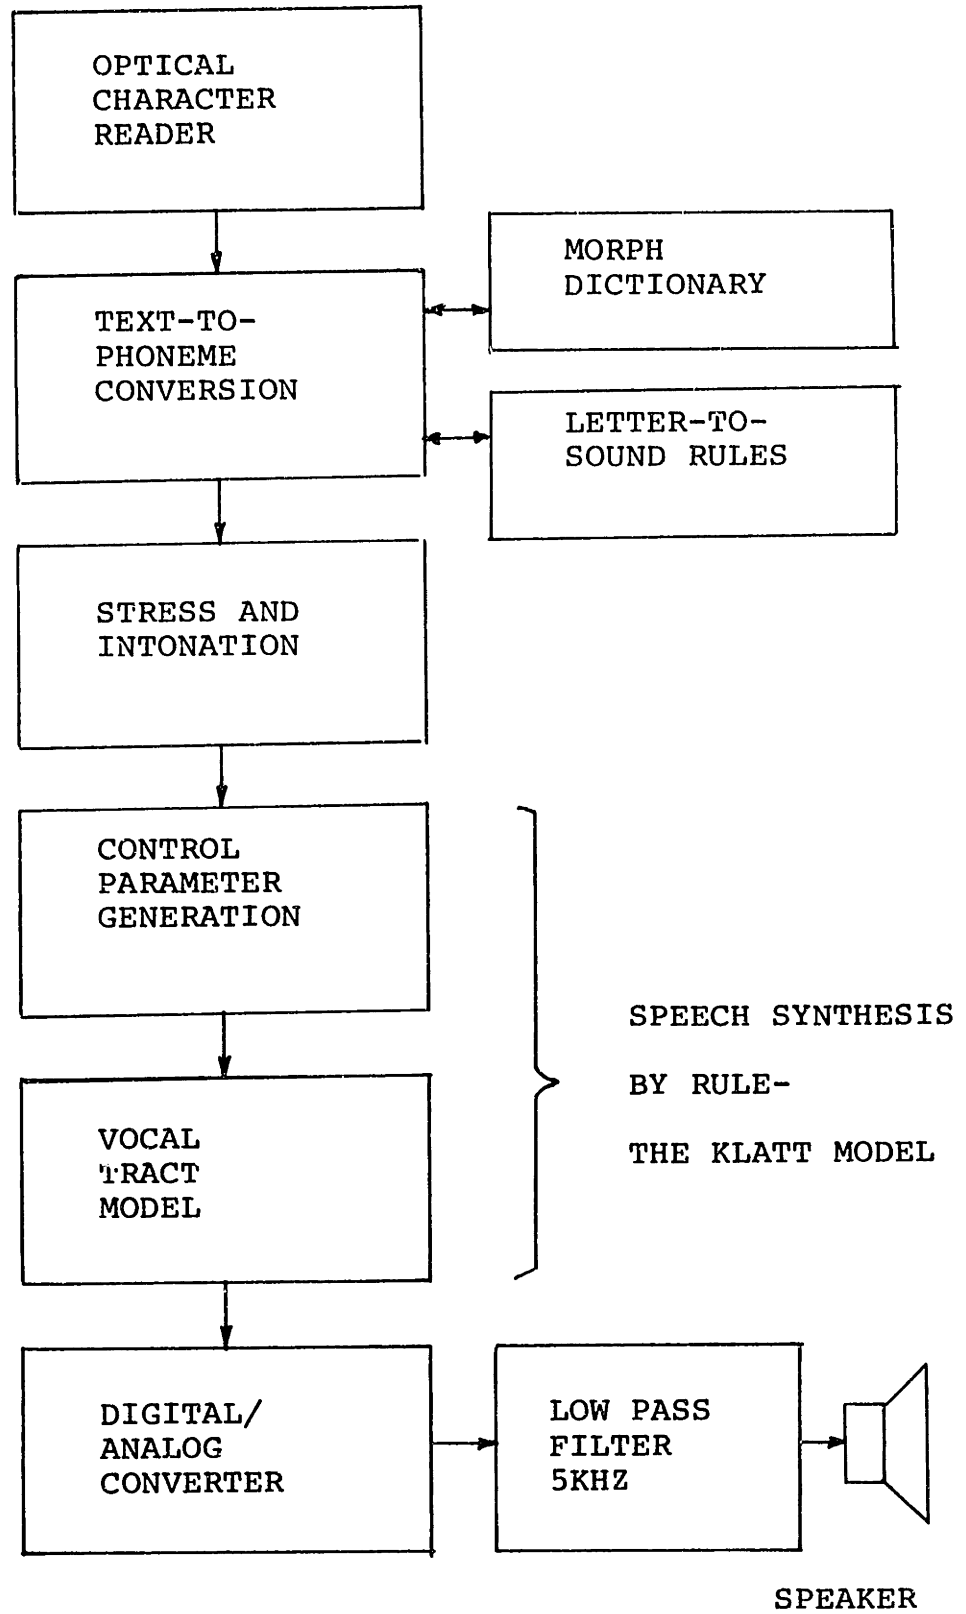 OPTICAL
CHARACTER
READER
MORPH
DICTIONARY
TEXT-TO-
PHONEME
CONVERSION
LETTER-TO-
SOUND RULES
STRESS AND
INTONATION
CONTROL
PARAMETER
GENERATION
SPEECH SYNTHESIS
BY RULE-
THE KLATT MODEL
VOCAL
TRACT
MODEL
DIGITAL/
ANALOG
CONVERTER
LOW PASS
FILTER
5KHZ
SPEAKER